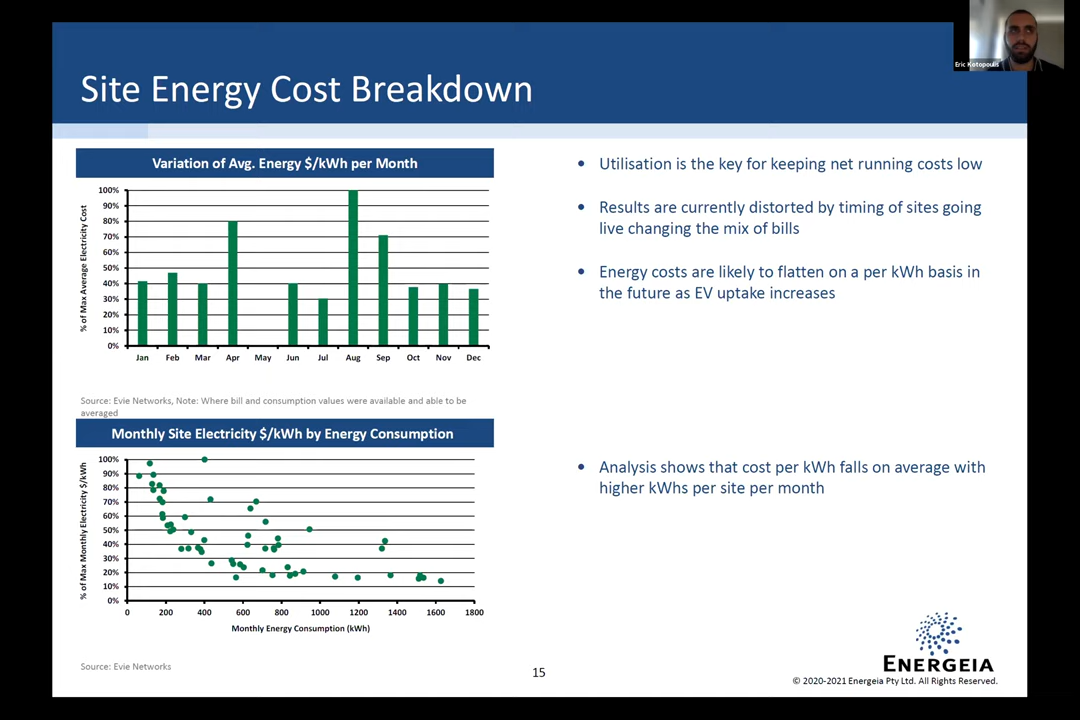 Eric Kotopoulis
Site Energy Cost Breakdown
Variation of Avg. Energy $/kWh per Month
% of Max Average Electricity Cost
100%
90%
80%
70%
60%
50%
40%
30%
20%
10%
0%
Jan Feb Mar Apr May Jun Jul Aug Sep Oct Nov Dec
Source: Evie Networks, Note: Where bill and consumption values were available and able to be
averaged
• Utilisation is the key for keeping net running costs low
• Results are currently distorted by timing of sites going
live changing the mix of bills
• Energy costs are likely to flatten on a per kWh basis in
the future as EV uptake increases
Monthly Site Electricity $/kWh by Energy Consumption
% of Max Monthly Electricity $/kWh
100%
90%
80%
70%
60%
50%
40%
30%
20%
10%
0%
0 200 400 600 800 1000 1200 1400 1600 1800
Monthly Energy Consumption (kWh)
• Analysis shows that cost per kWh falls on average with
higher kWhs per site per month
Source: Evie Networks
15
ENERGEIA
© 2020-2021 Energeia Pty Ltd. All Rights Reserved.